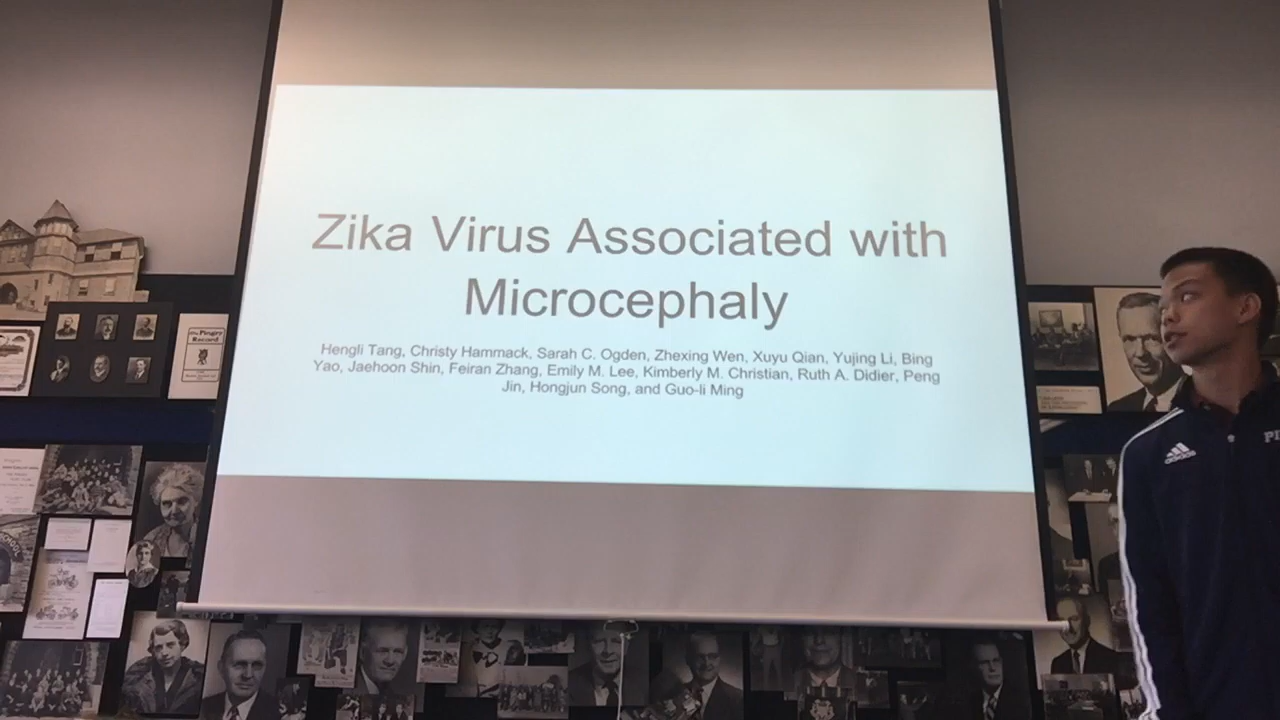 Zika Virus Associated with
Microcephaly
Hengli Tang, Christy Hammack, Sarah C. Ogden, Zhexing Wen, Xuyu Qian, Yujing Li, Bing
Yao, Jaehoon Shin, Feiran Zhang, Emily M. Lee, Kimberly M. Christian, Ruth A. Didier, Peng
Jin, Hongjun Song, and Guo-li Ming
Pingry
Record
adidas
SCHOOL